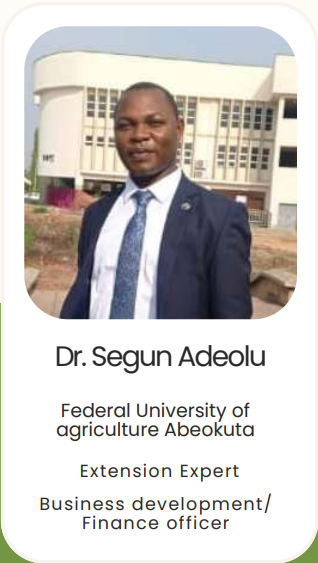 Dr. Segun Adeolu
Federal University of
agriculture Abeokuta
Extension Expert
Business development/
Finance officer